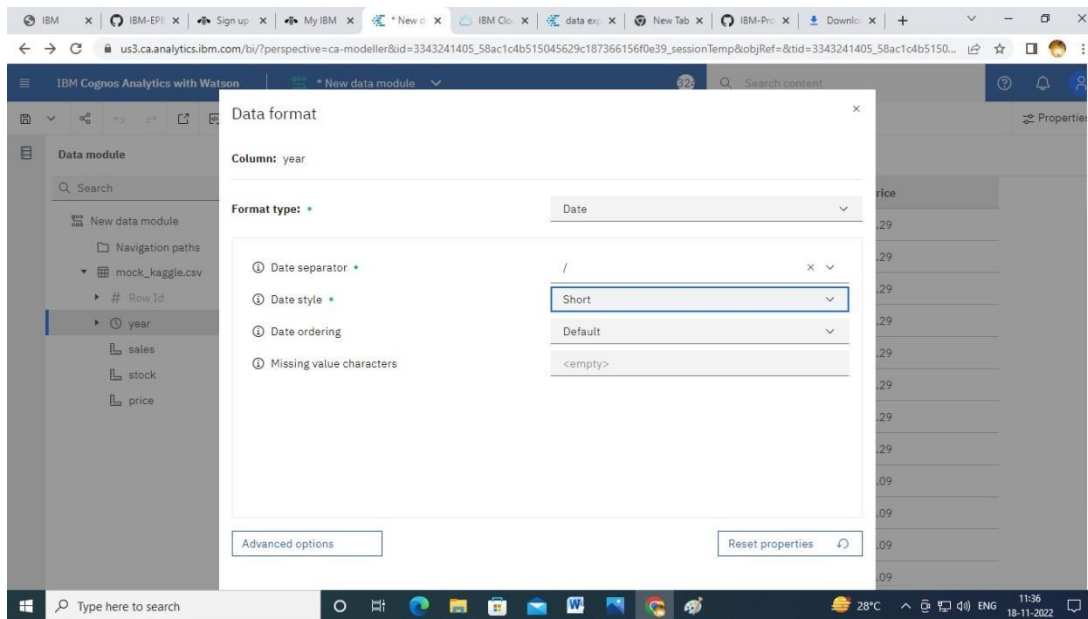 IBM
IBM-EPB
Sign up
My IBM
* New d
IBM Clo
data exp
New Tab
IBM-Pro
Downlo
us3.ca.analytics.ibm.com/bi/?perspective=ca-modeller&id=3343241405_58ac1c4b515045629c187366156f0e39_sessionTemp&objRef=&tid=3343241405_58ac1c4b5150...
IBM Cognos Analytics with Watson
* New data module
Search content
Properties
Data module
Search
New data module
Navigation paths
mock_kaggle.csv
# Row Id
year
sales
stock
price
Data format
Column: year
Format type:
Date
Date separator
/
Date style
Short
Date ordering
Default
Missing value characters
<empty>
Advanced options
Reset properties
rice
.29
.29
.29
.29
.29
.29
.29
.29
.09
.09
.09
Type here to search
28°C
ENG
11:36
18-11-2022